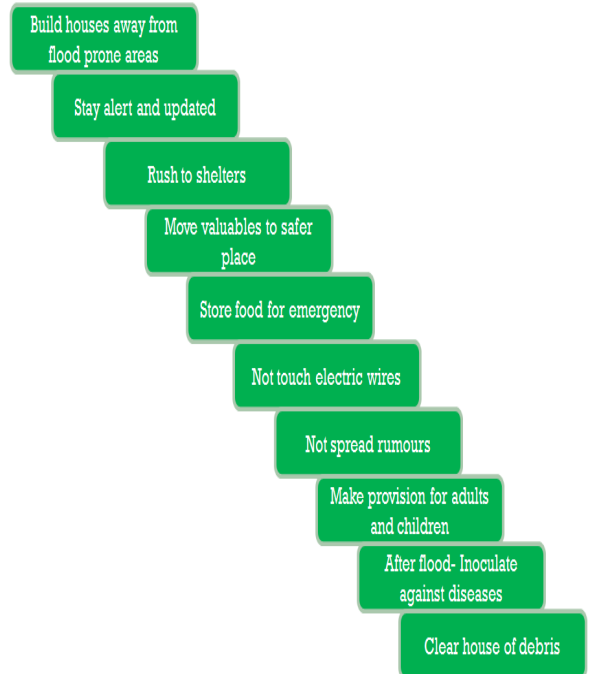 Build houses away from
flood prone areas
Stay alert and updated
Rush to shelters
Move valuables to safer
place
Store food for emergency
Not touch electric wires
Not spread rumours
Make provision for adults
and children
After flood- Inoculate
against diseases
Clear house of debris